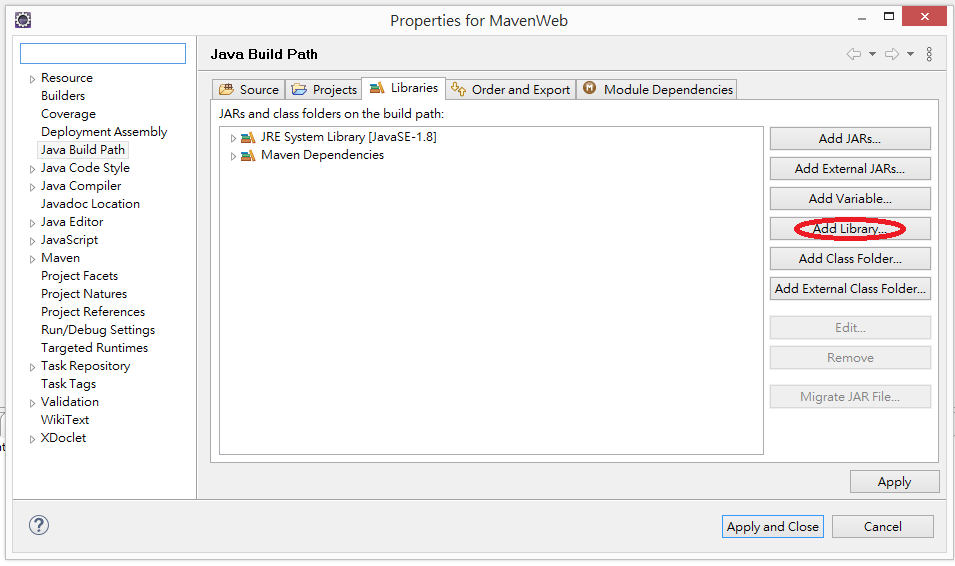 Properties for MavenWeb
Java Build Path
Resource
Builders
Coverage
Deployment Assembly
Java Build Path
Java Code Style
Java Compiler
Javadoc Location
Java Editor
JavaScript
Maven
Project Facets
Project Natures
Project References
Run/Debug Settings
Targeted Runtimes
Task Repository
Task Tags
Validation
WikiText
XDoclet
Source Projects Libraries Order and Export Module Dependencies
JARs and class folders on the build path:
JRE System Library [JavaSE-1.8]
Maven Dependencies
Add JARs...
Add External JARs...
Add Variable...
Add Library...
Add Class Folder...
Add External Class Folder...
Edit...
Remove
Migrate JAR File...
Apply
Apply and Close Cancel